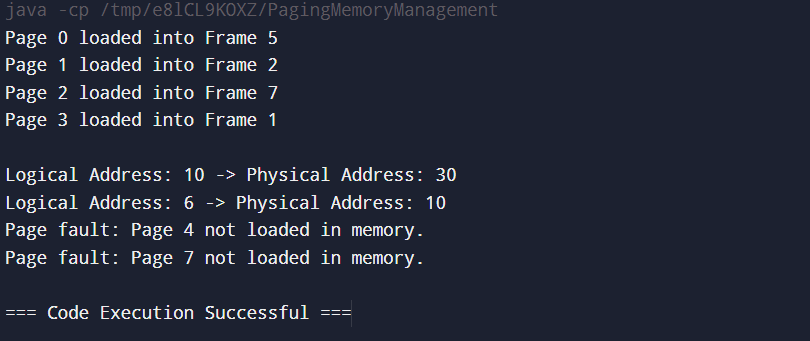 java -cp /tmp/e8lCL9KOXZ/PagingMemoryManagement
Page 0 loaded into Frame 5
Page 1 loaded into Frame 2
Page 2 loaded into Frame 7
Page 3 loaded into Frame 1
Logical Address: 10 -> Physical Address: 30
Logical Address: 6 -> Physical Address: 10
Page fault: Page 4 not loaded in memory.
Page fault: Page 7 not loaded in memory.
=== Code Execution Successful ===